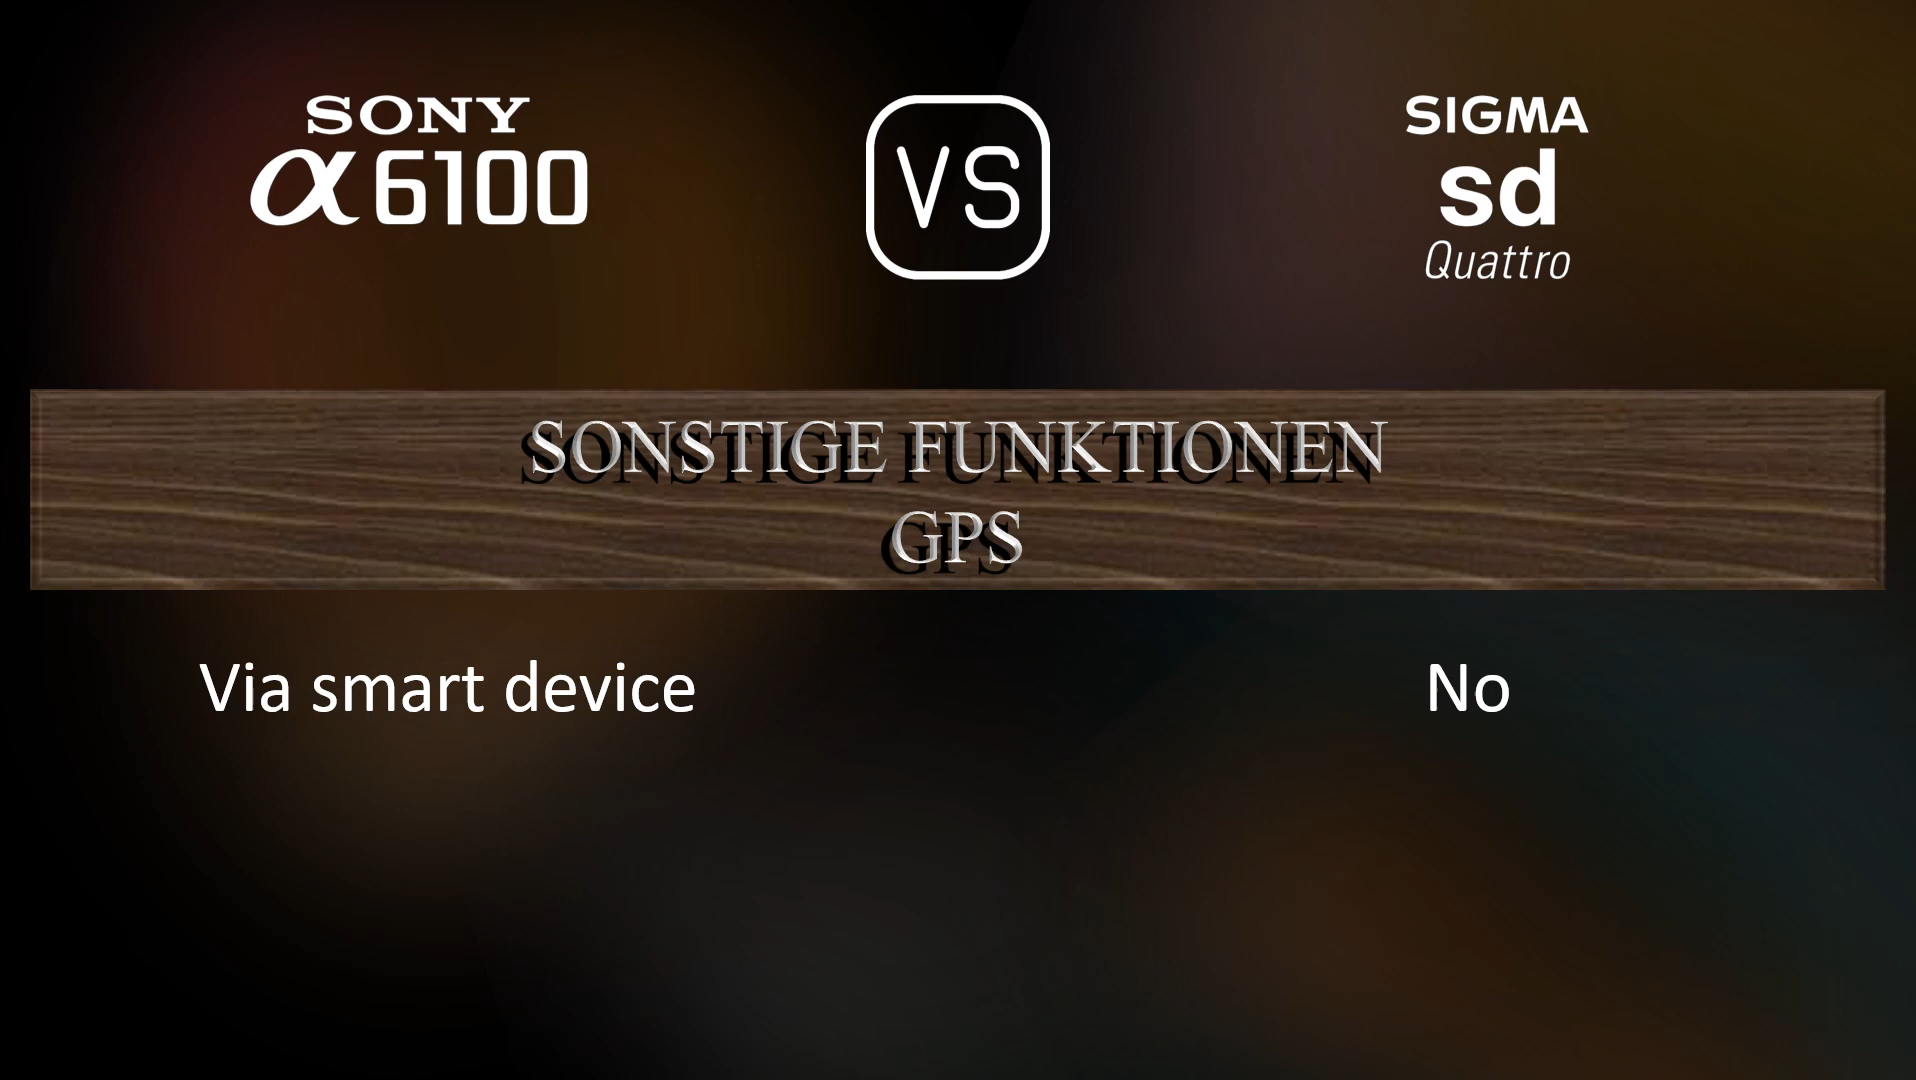 SONY
α6100
VS
SIGMA
sd
Quattro
SONSTIGE FUNKTIONEN
GPS
Via smart device
No